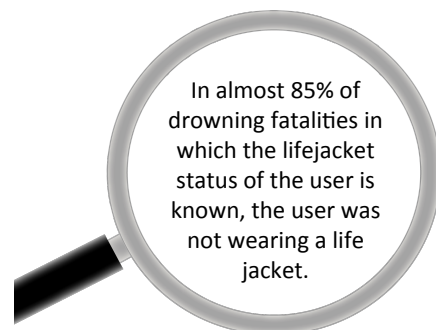 In almost 85% of
drowning fatalities in
which the lifejacket
status of the user is
known, the user was
not wearing a life
jacket.